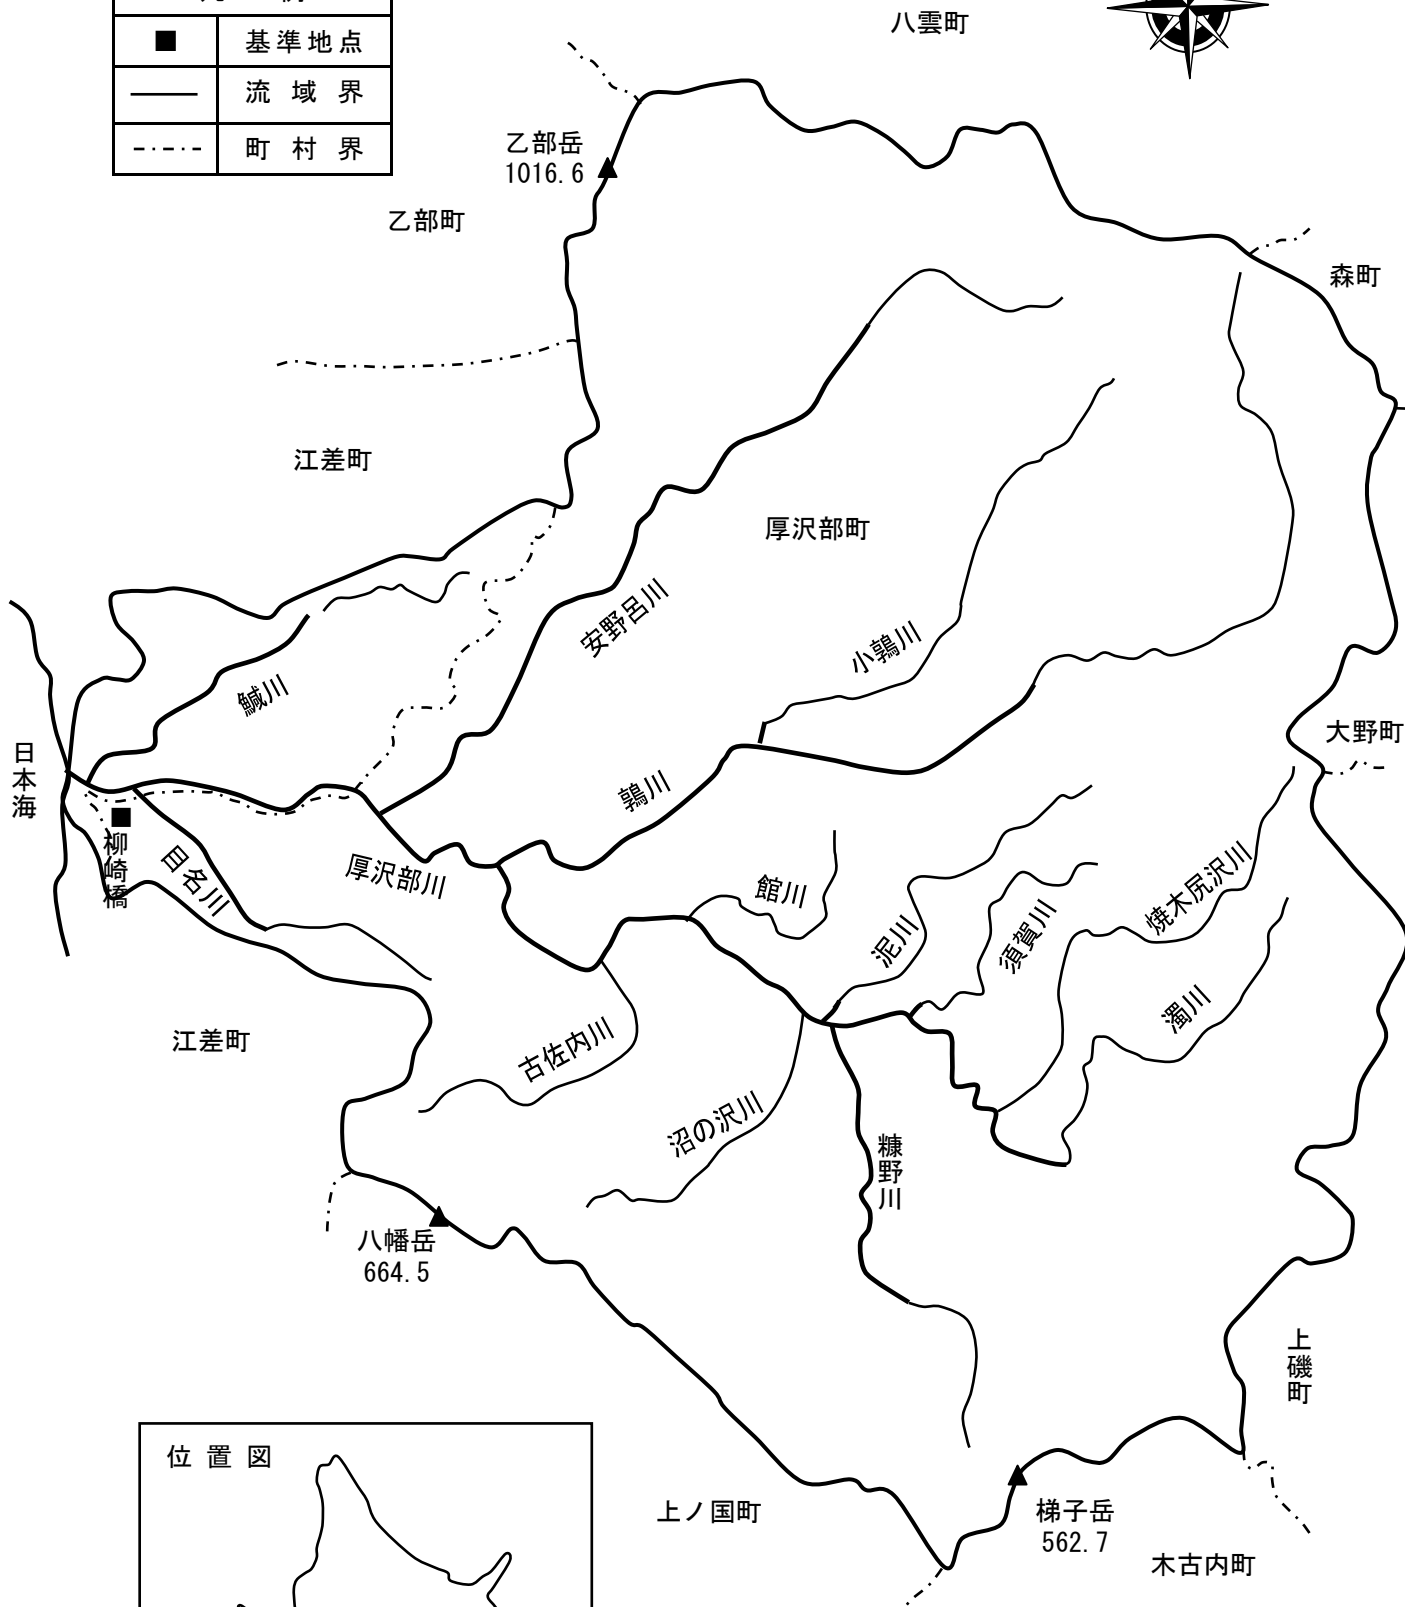 基準地点
流域界
町村界
八雲町
乙部岳
1016.6
乙部町
森町
江差町
厚沢部町
安野呂川
小鶉川
鰔川
大野町
日本海
鶉川
柳崎橋
目名川
厚沢部川
館川
泥川
須賀川
焼木尻沢川
濁川
江差町
古佐内川
沼の沢川
糠野川
八幡岳
664.5
上磯町
位置図
上ノ国町
梯子岳
562.7
木古内町